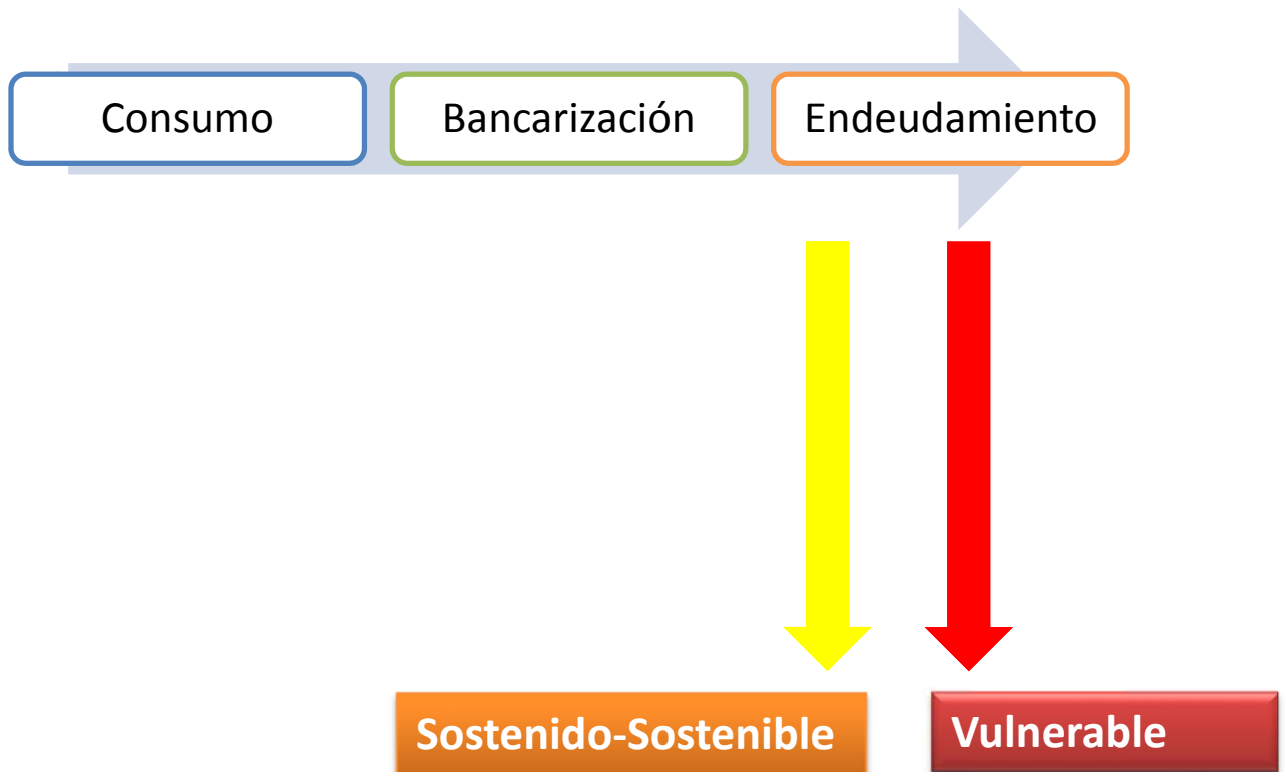 Consumo
Bancarización
Endeudamiento
Sostenido-Sostenible
Vulnerable